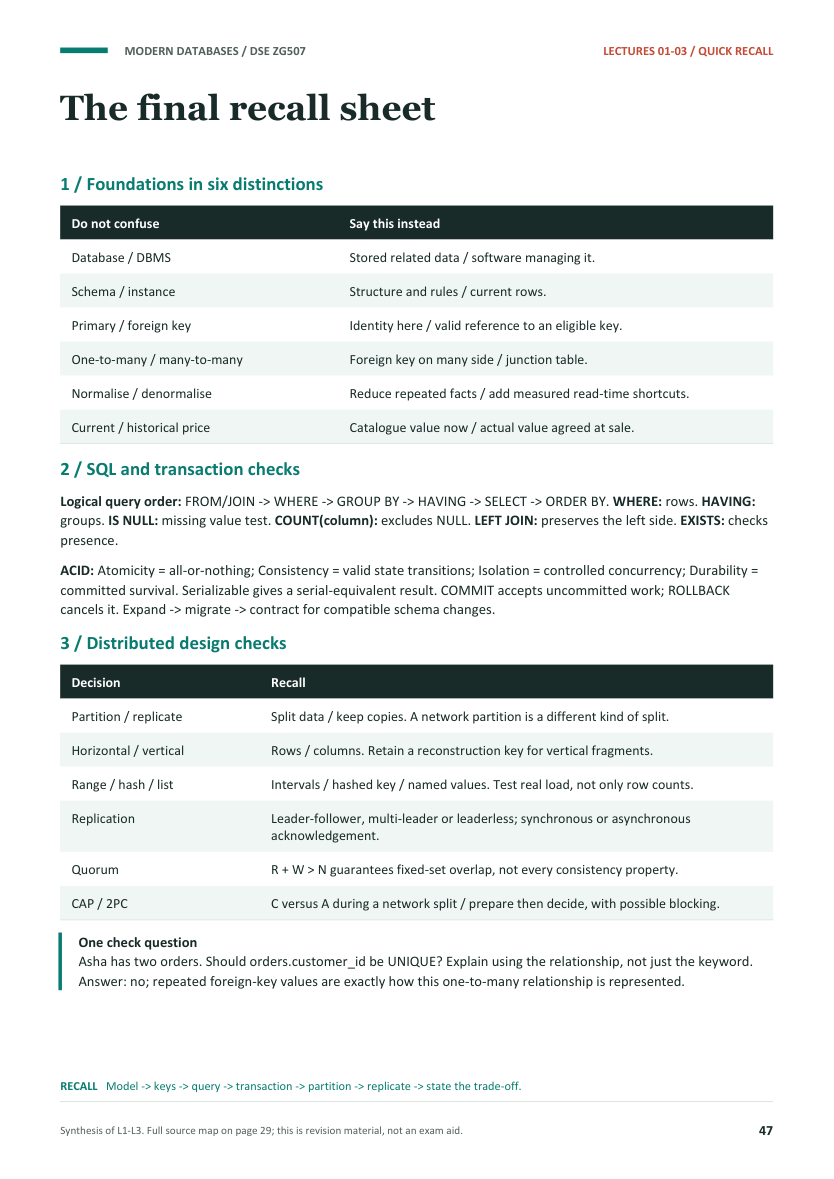 MODERN DATABASES / DSE ZG507
LECTURES 01-03 / QUICK RECALL
The final recall sheet
1 / Foundations in six distinctions
Do not confuse Say this instead
Database / DBMS Stored related data / software managing it.
Schema / instance Structure and rules / current rows.
Primary / foreign key Identity here / valid reference to an eligible key.
One-to-many / many-to-many Foreign key on many side / junction table.
Normalise / denormalise Reduce repeated facts / add measured read-time shortcuts.
Current / historical price Catalogue value now / actual value agreed at sale.
2 / SQL and transaction checks
Logical query order: FROM/JOIN -> WHERE -> GROUP BY -> HAVING -> SELECT -> ORDER BY. WHERE: rows. HAVING:
groups. IS NULL: missing value test. COUNT(column): excludes NULL. LEFT JOIN: preserves the left side. EXISTS: checks
presence.
ACID: Atomicity = all-or-nothing; Consistency = valid state transitions; Isolation = controlled concurrency; Durability =
committed survival. Serializable gives a serial-equivalent result. COMMIT accepts uncommitted work; ROLLBACK
cancels it. Expand -> migrate -> contract for compatible schema changes.
3 / Distributed design checks
Decision Recall
Partition / replicate Split data / keep copies. A network partition is a different kind of split.
Horizontal / vertical Rows / columns. Retain a reconstruction key for vertical fragments.
Range / hash / list Intervals / hashed key / named values. Test real load, not only row counts.
Replication Leader-follower, multi-leader or leaderless; synchronous or asynchronous
acknowledgement.
Quorum R + W > N guarantees fixed-set overlap, not every consistency property.
CAP / 2PC C versus A during a network split / prepare then decide, with possible blocking.
One check question
Asha has two orders. Should orders.customer_id be UNIQUE? Explain using the relationship, not just the keyword.
Answer: no; repeated foreign-key values are exactly how this one-to-many relationship is represented.
RECALL Model -> keys -> query -> transaction -> partition -> replicate -> state the trade-off.
Synthesis of L1-L3. Full source map on page 29; this is revision material, not an exam aid.
47